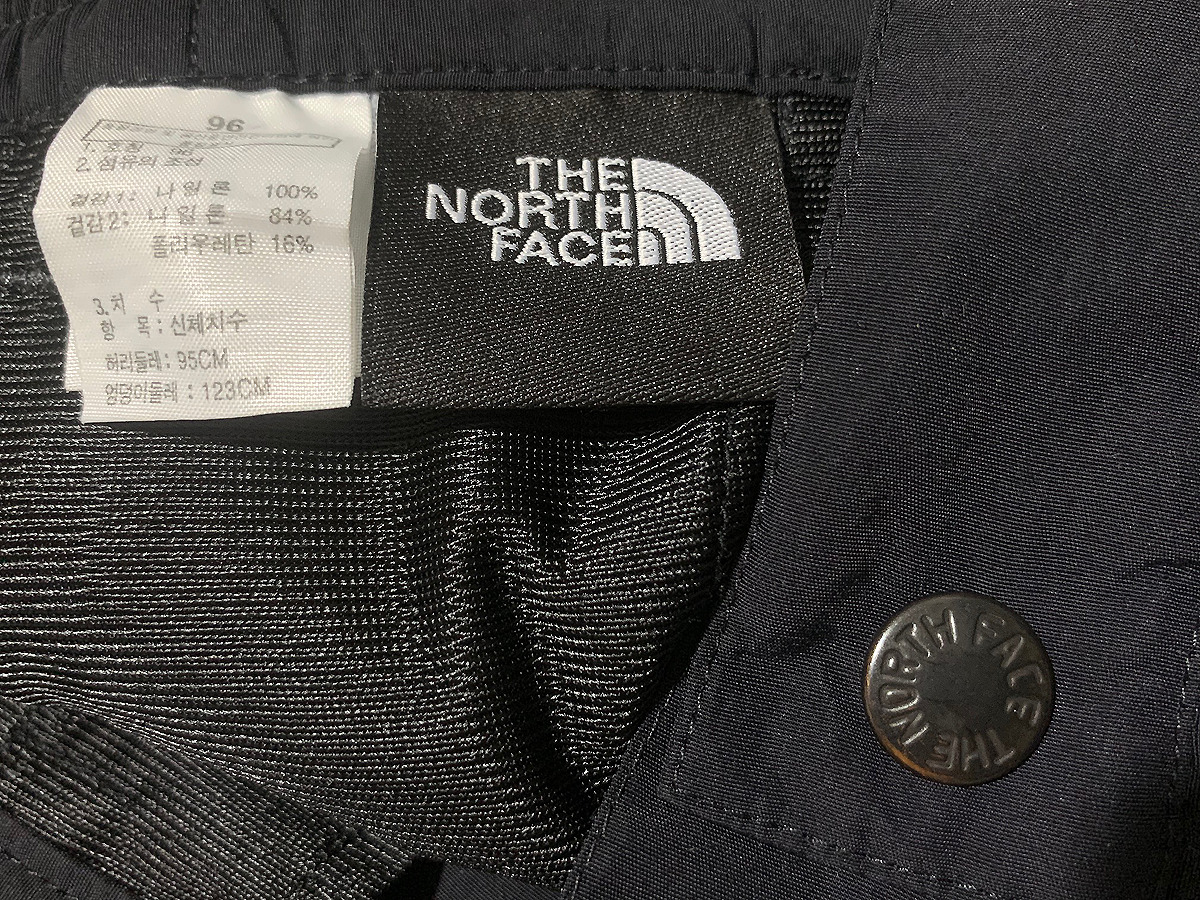 96
2.섬유의 조성
겉감1: 나 일 론 100%
겉감2: 나 일 론 84%
폴리우레탄 16%
3.치 수
항 목 : 신체치수
허리둘레: 95CM
엉덩이둘레 : 123CM
THE
NORTH
FACE
THE NORTH FACE